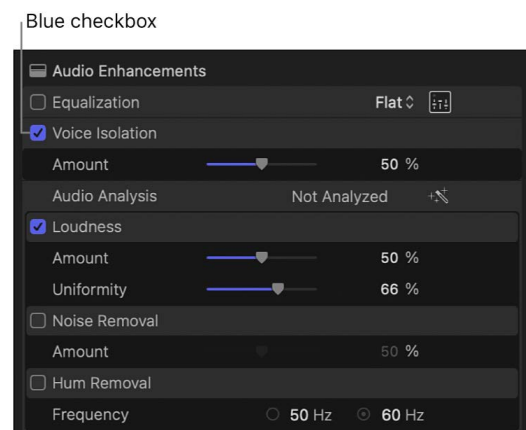 Blue checkbox
Audio Enhancements
Equalization Flat
Voice Isolation
Amount 50 %
Audio Analysis Not Analyzed
Loudness
Amount 50 %
Uniformity 66 %
Noise Removal
Amount 50 %
Hum Removal
Frequency 50 Hz 60 Hz